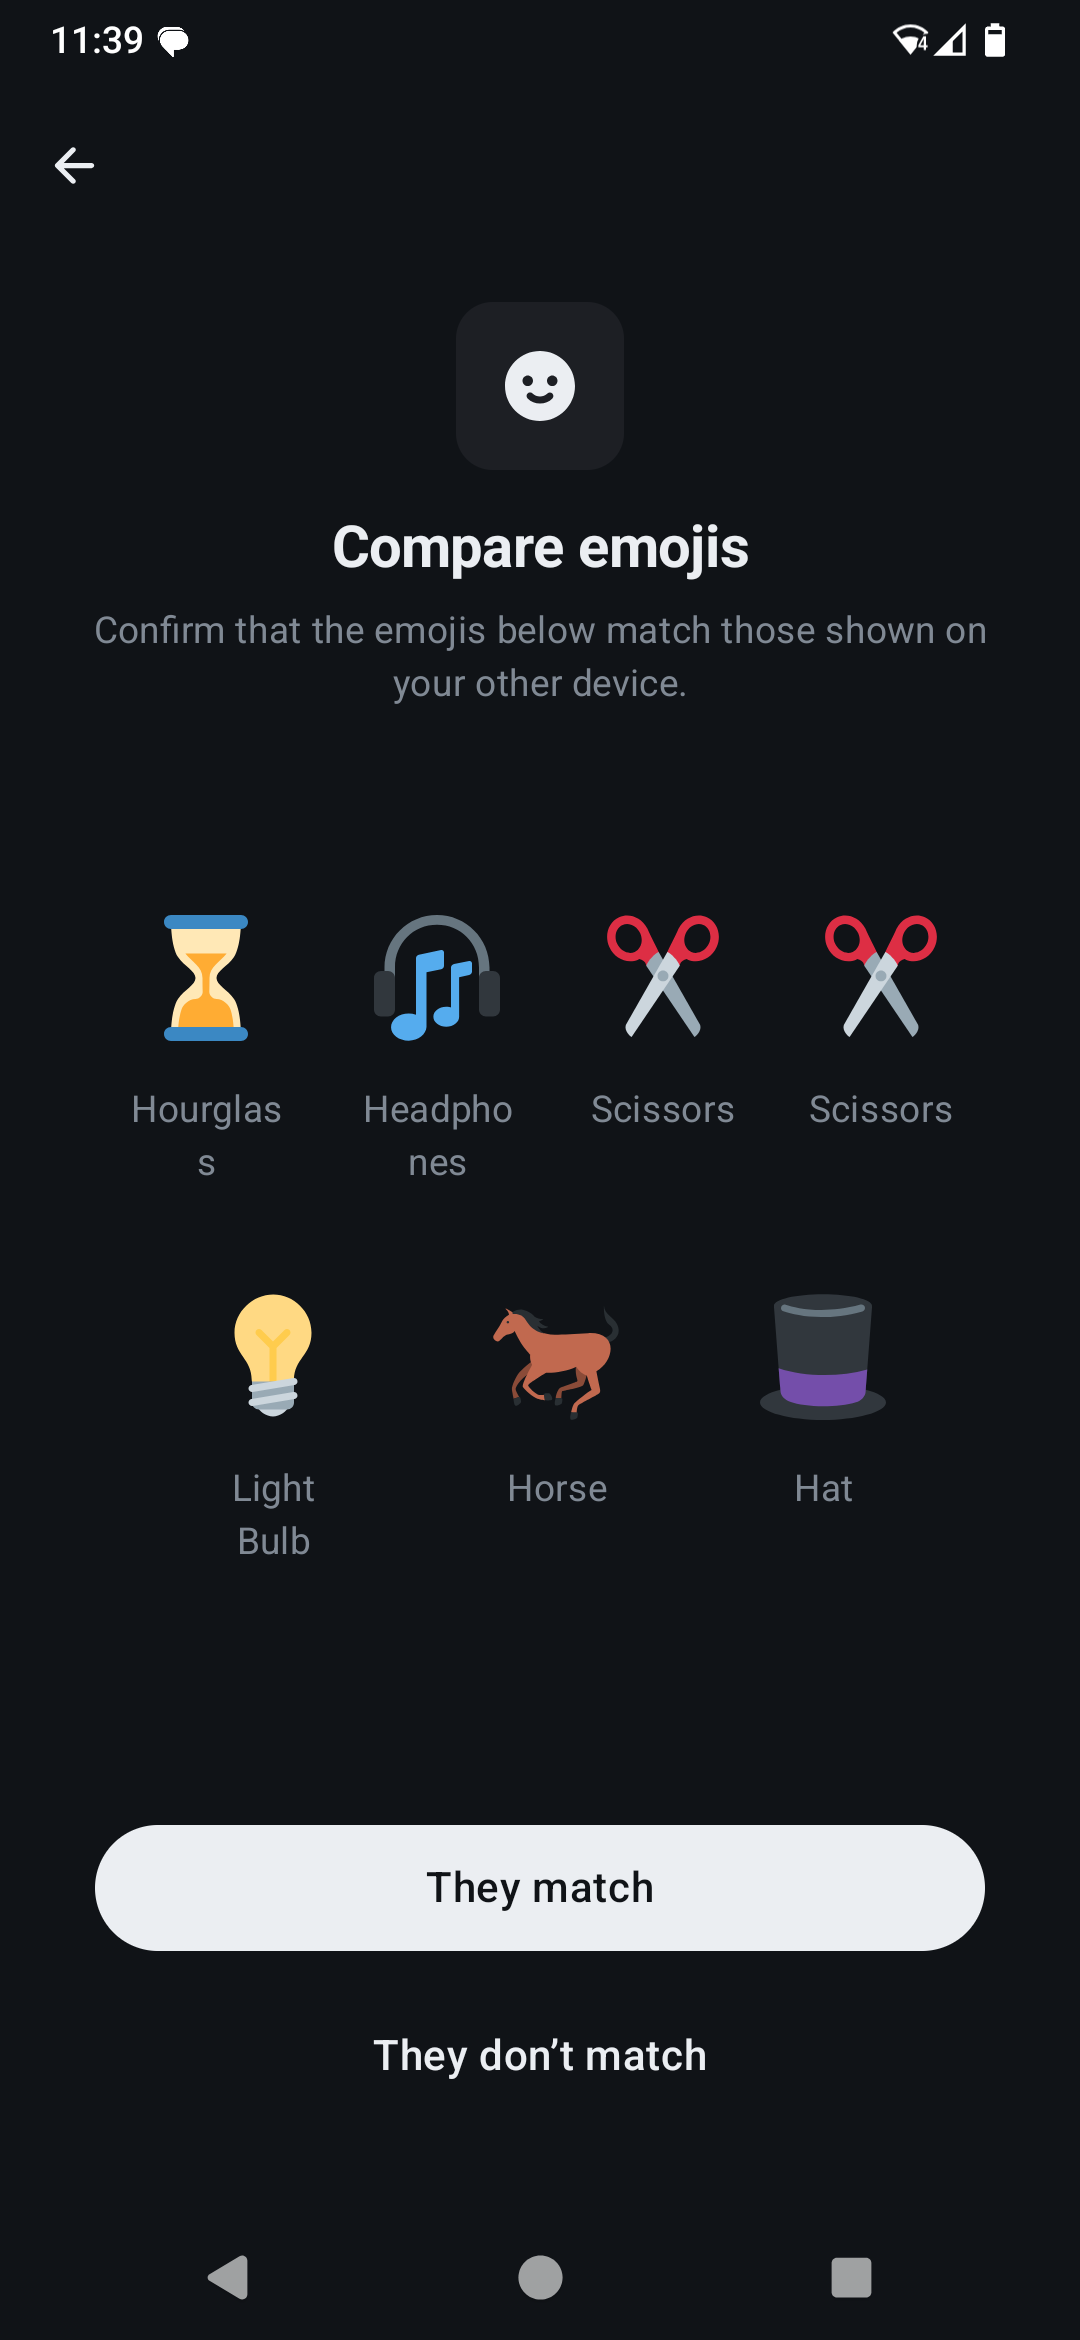 11:39
4
Compare emojis
Confirm that the emojis below match those shown on
your other device.
Hourglas
s
Headpho
nes
Scissors
Scissors
Light
Bulb
Horse
Hat
They match
They don’t match